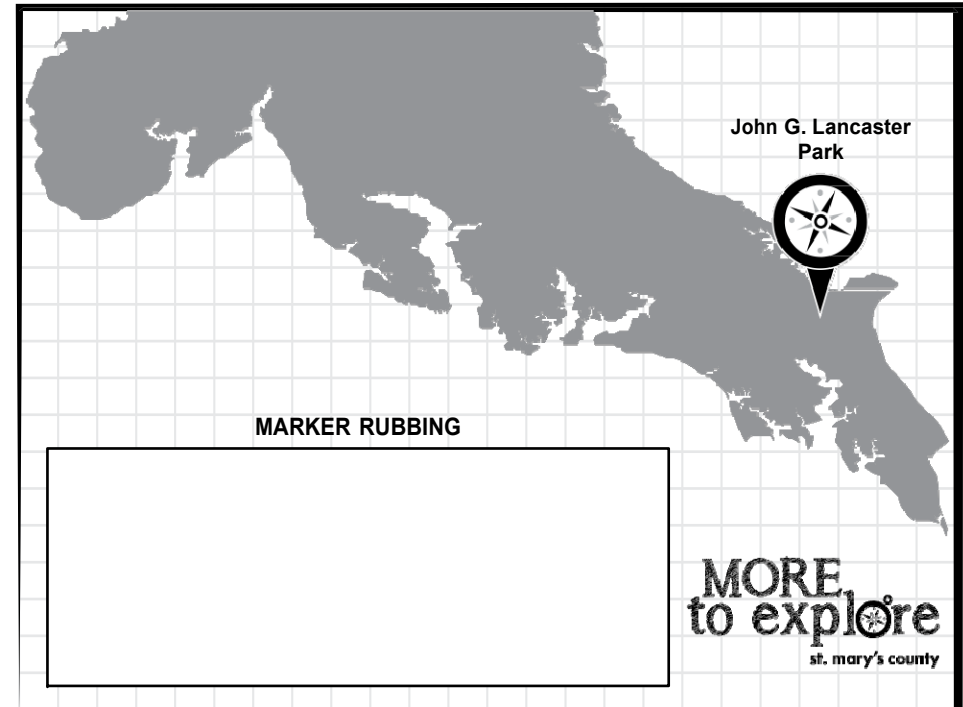 John G. Lancaster
Park
MARKER RUBBING
MORE
to explore
st. mary's county